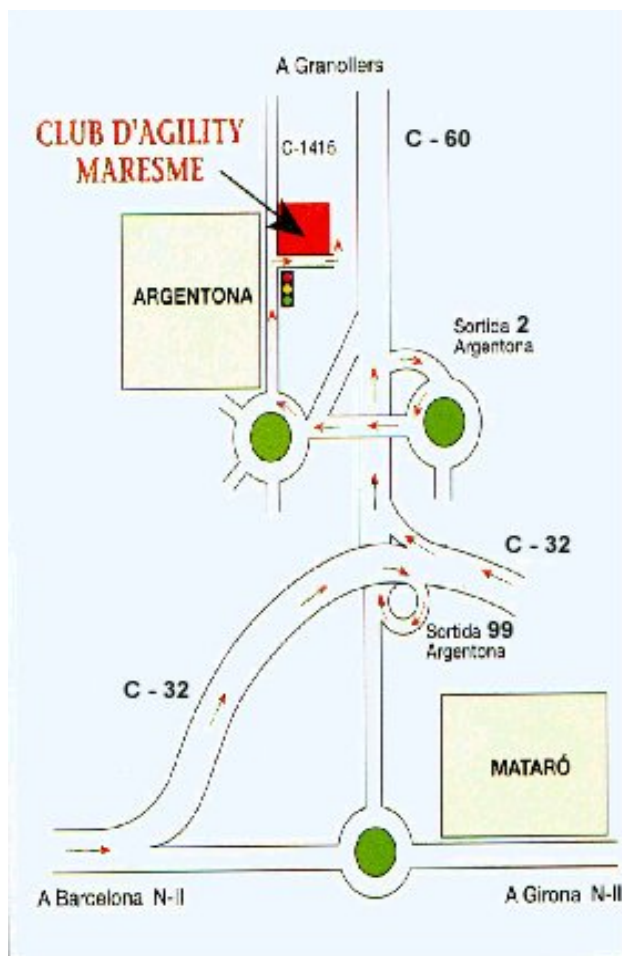 A Granollers
CLUB D'AGILITY
MARESME
C-1415
C - 60
ARGENTONA
Sortida 2
Argentona
C - 32
Sortida 99
Argentona
C - 32
MATARÓ
A Barcelona N-II
A Girona N-II